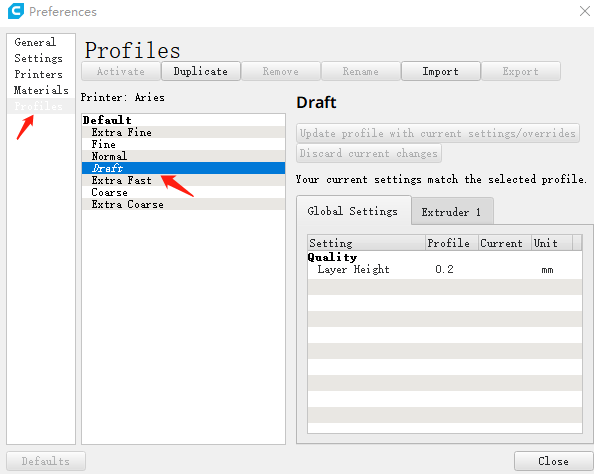 Preferences
General
Settings
Printers
Materials
Profiles
Profiles
Activate Duplicate Remove Rename Import Export
Printer: Aries
Default
Extra Fine
Fine
Normal
Draft
Extra Fast
Coarse
Extra Coarse
Draft
Update profile with current settings/overrides
Discard current changes
Your current settings match the selected profile.
Global Settings Extruder 1
Setting Profile Current Unit
Quality
Layer Height 0.2 mm
Defaults
Close